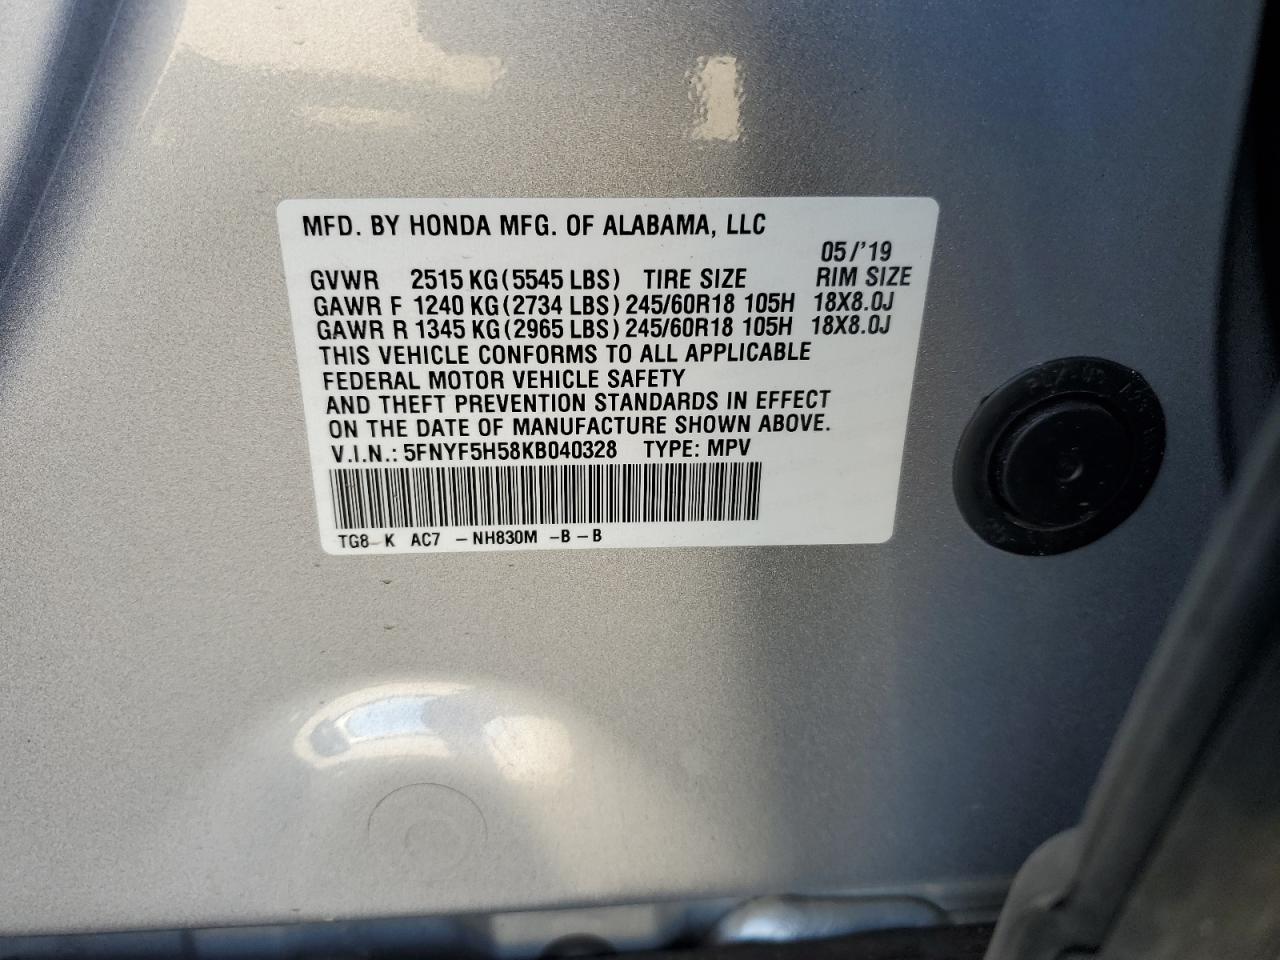 MFD. BY HONDA MFG. OF ALABAMA, LLC
05/'19
GVWR 2515 KG (5545 LBS) TIRE SIZE RIM SIZE
GAWR F 1240 KG (2734 LBS) 245/60R18 105H 18X8.0J
GAWR R 1345 KG (2965 LBS) 245/60R18 105H 18X8.0J
THIS VEHICLE CONFORMS TO ALL APPLICABLE
FEDERAL MOTOR VEHICLE SAFETY
AND THEFT PREVENTION STANDARDS IN EFFECT
ON THE DATE OF MANUFACTURE SHOWN ABOVE.
V.I.N.: 5FNYF5H58KB040328 TYPE: MPV
TG8-K AC7 -NH830M -B-B